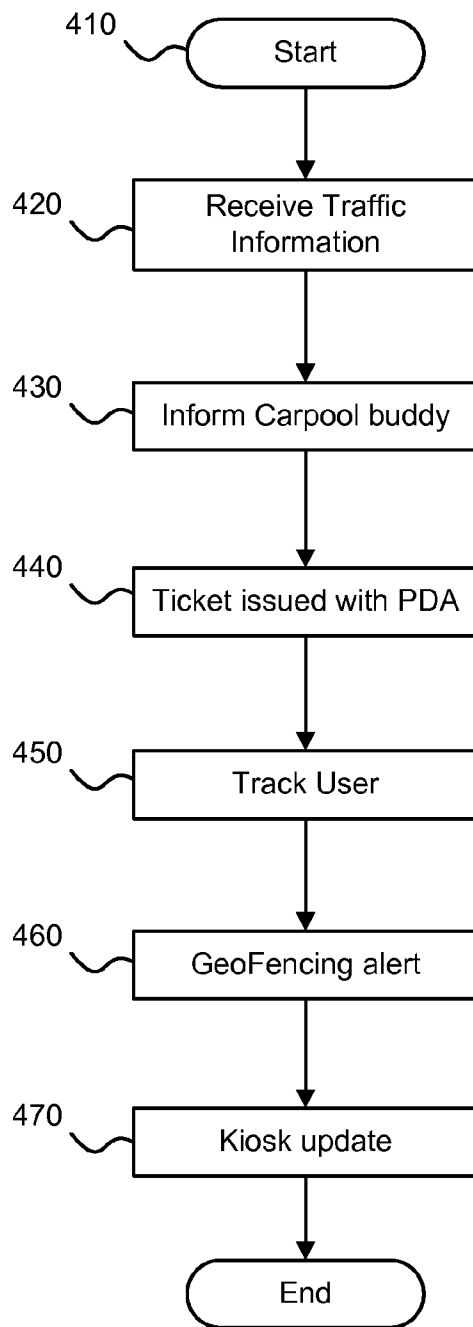 410
Start
420
Receive Traffic
Information
430
Inform Carpool buddy
440
Ticket issued with PDA
450
Track User
460
GeoFencing alert
470
Kiosk update
End